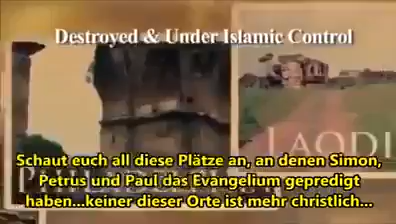 Destroyed & Under Islamic Control
LAODI
Schaut euch all diese Plätze an, an denen Simon,
Petrus und Paul das Evangelium gepredigt
haben...keiner dieser Orte ist mehr christlich...